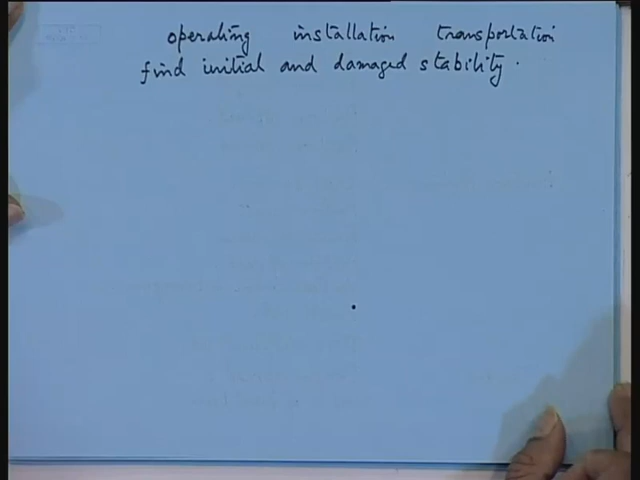 operating installation transportation
find initial and damaged stability.